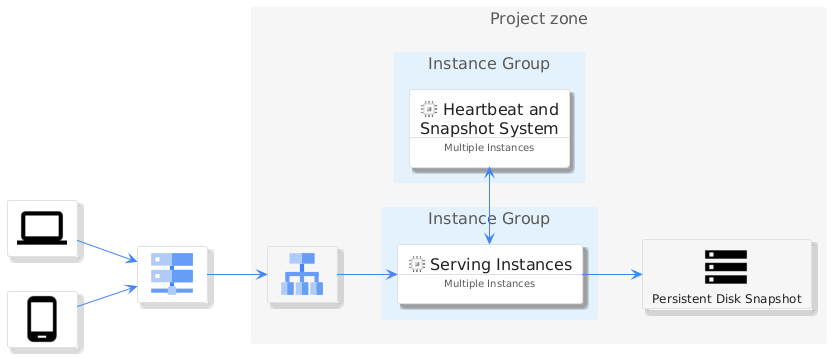 Project zone
Instance Group
Heartbeat and
Snapshot System
Multiple Instances
Instance Group
Serving Instances
Multiple Instances
Persistent Disk Snapshot